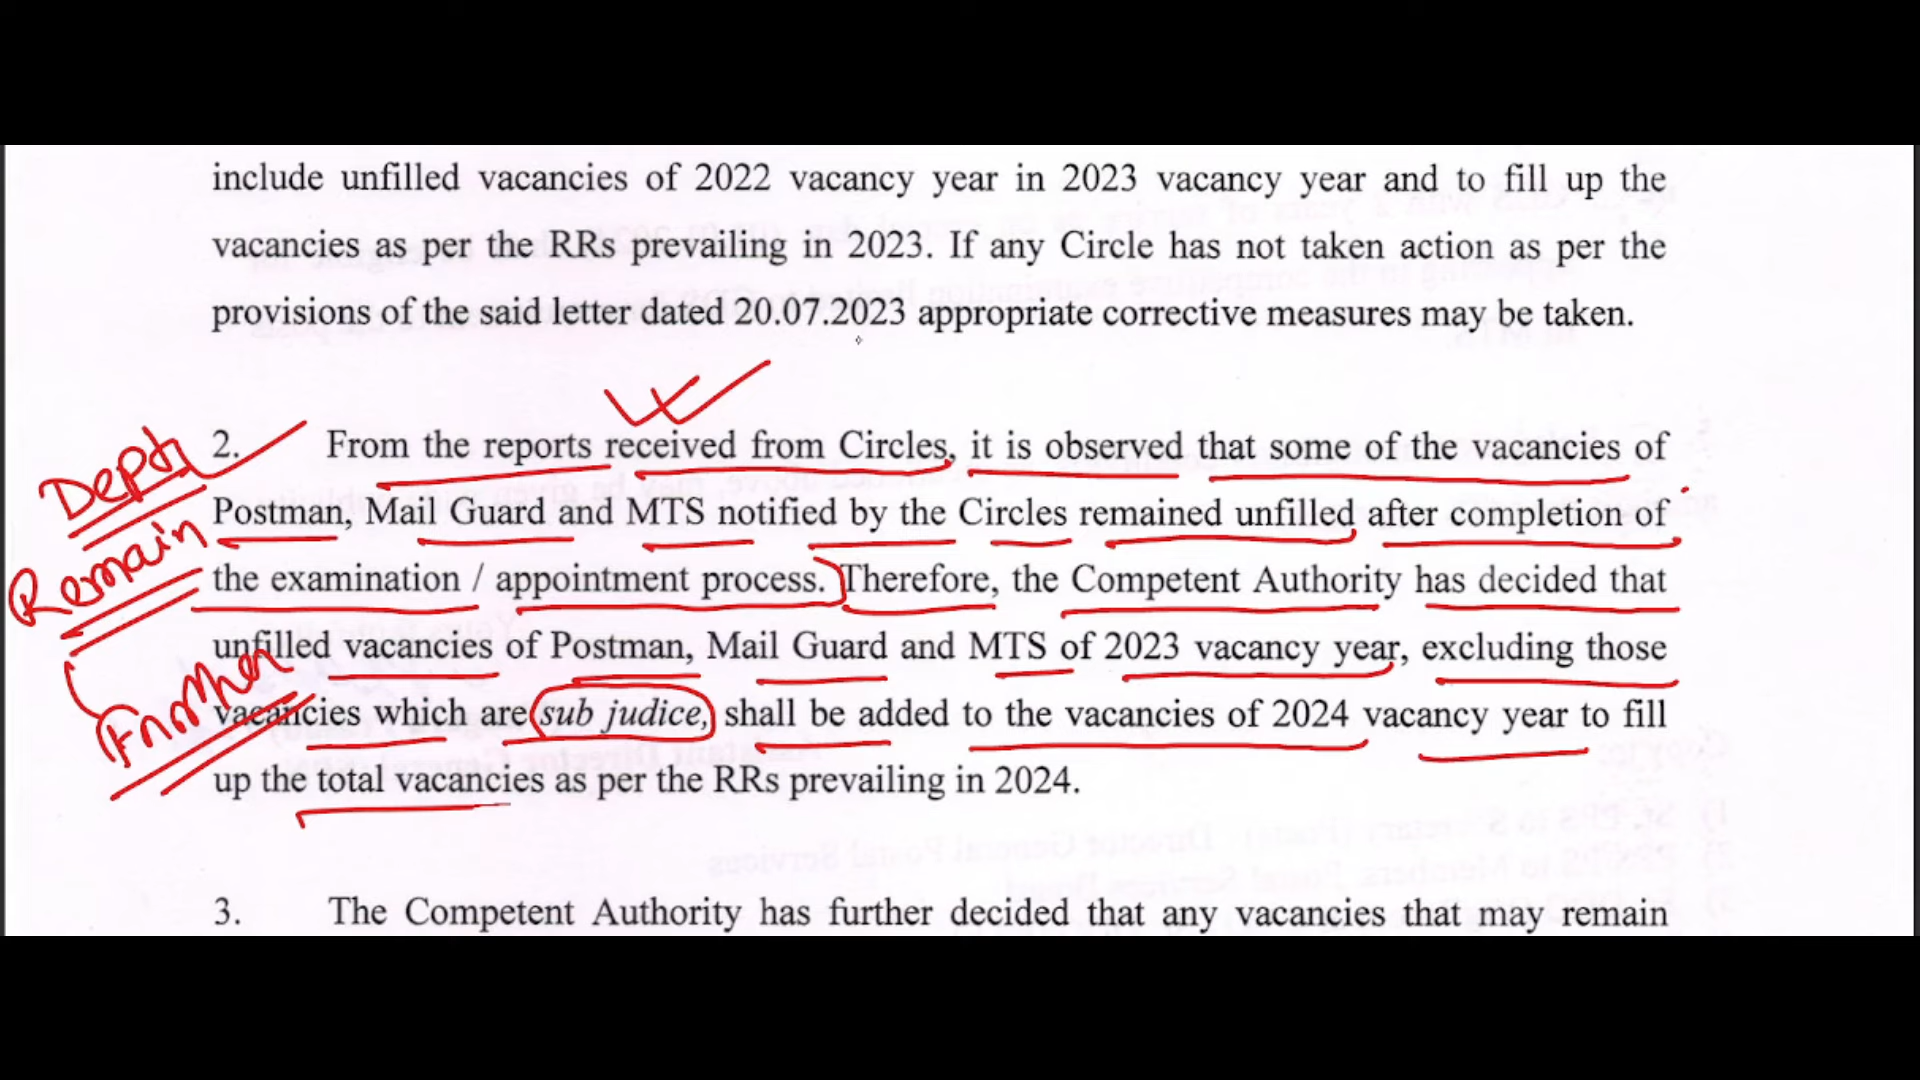 include unfilled vacancies of 2022 vacancy year in 2023 vacancy year and to fill up the
vacancies as per the RRs prevailing in 2023. If any Circle has not taken action as per the
provisions of the said letter dated 20.07.2023 appropriate corrective measures may be taken.
2. From the reports received from Circles, it is observed that some of the vacancies of
Postman, Mail Guard and MTS notified by the Circles remained unfilled after completion of
the examination / appointment process. Therefore, the Competent Authority has decided that
unfilled vacancies of Postman, Mail Guard and MTS of 2023 vacancy year, excluding those
vacancies which are sub judice, shall be added to the vacancies of 2024 vacancy year to fill
up the total vacancies as per the RRs prevailing in 2024.
3. The Competent Authority has further decided that any vacancies that may remain
Remain